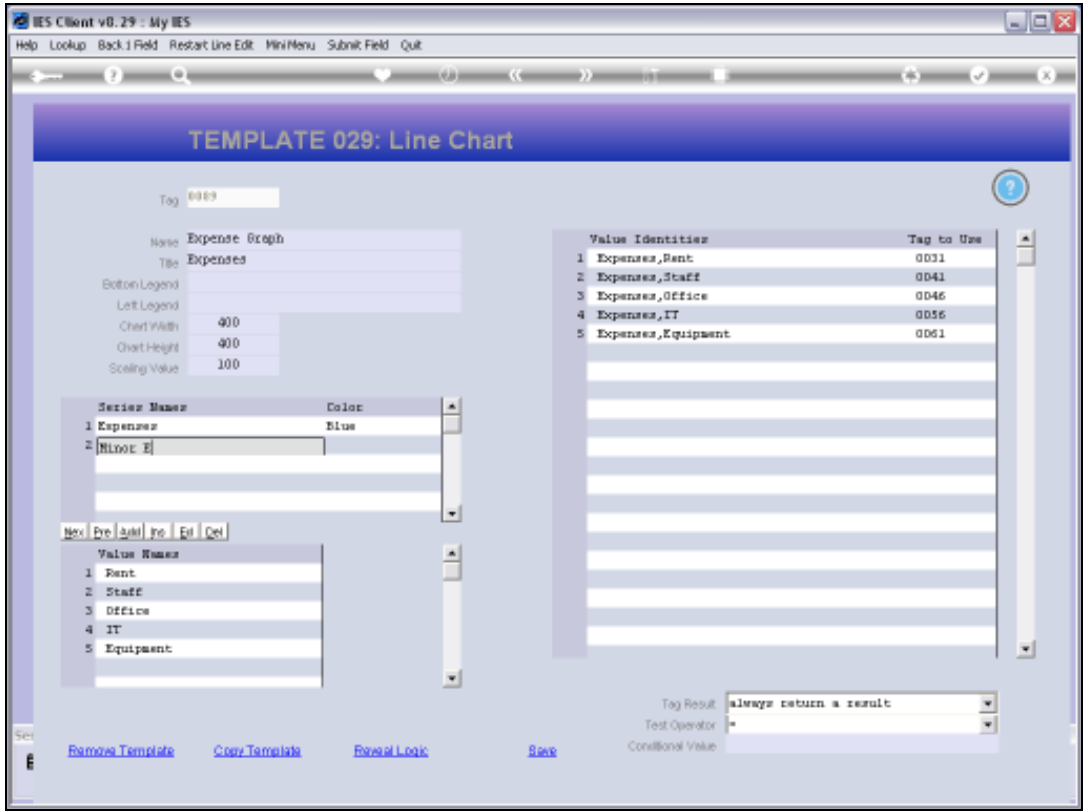 IES Client v8.29 : My IES
Help Lookup Back 1 Field Restart Line Edit Mini Menu Submit Field Quit
TEMPLATE 029: Line Chart
Tag 0089
Name Expense Graph
Title Expenses
Bottom Legend
Left Legend
Chart Width 400
Chart Height 400
Scaling Value 100
Series Names Color
1 Expenses Blue
2 Minor E
Nex Pre Add Ins Ed Del
Value Names
1 Rent
2 Staff
3 Office
4 IT
5 Equipment
Value Identities Tag to Use
1 Expenses,Rent 0031
2 Expenses,Staff 0041
3 Expenses,Office 0046
4 Expenses,IT 0056
5 Expenses,Equipment 0061
Tag Result always return a result
Test Operator =
Conditional Value
Remove Template Copy Template Reveal Logic Save